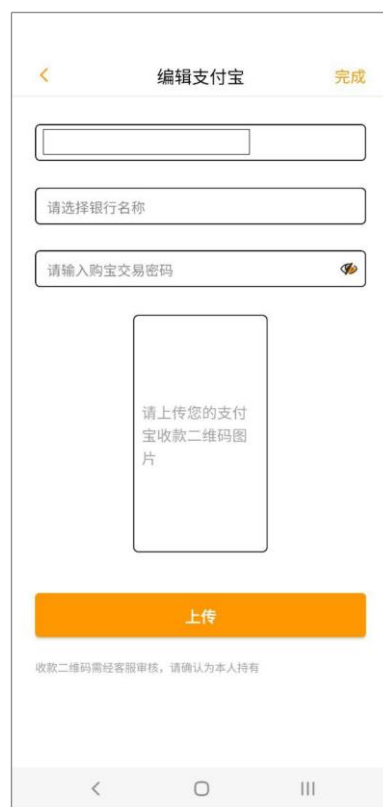 编辑支付宝
完成
请选择银行名称
请输入购宝交易密码
请上传您的支付
宝收款二维码图
片
上传
收款二维码需经客服审核，请确认为本人持有